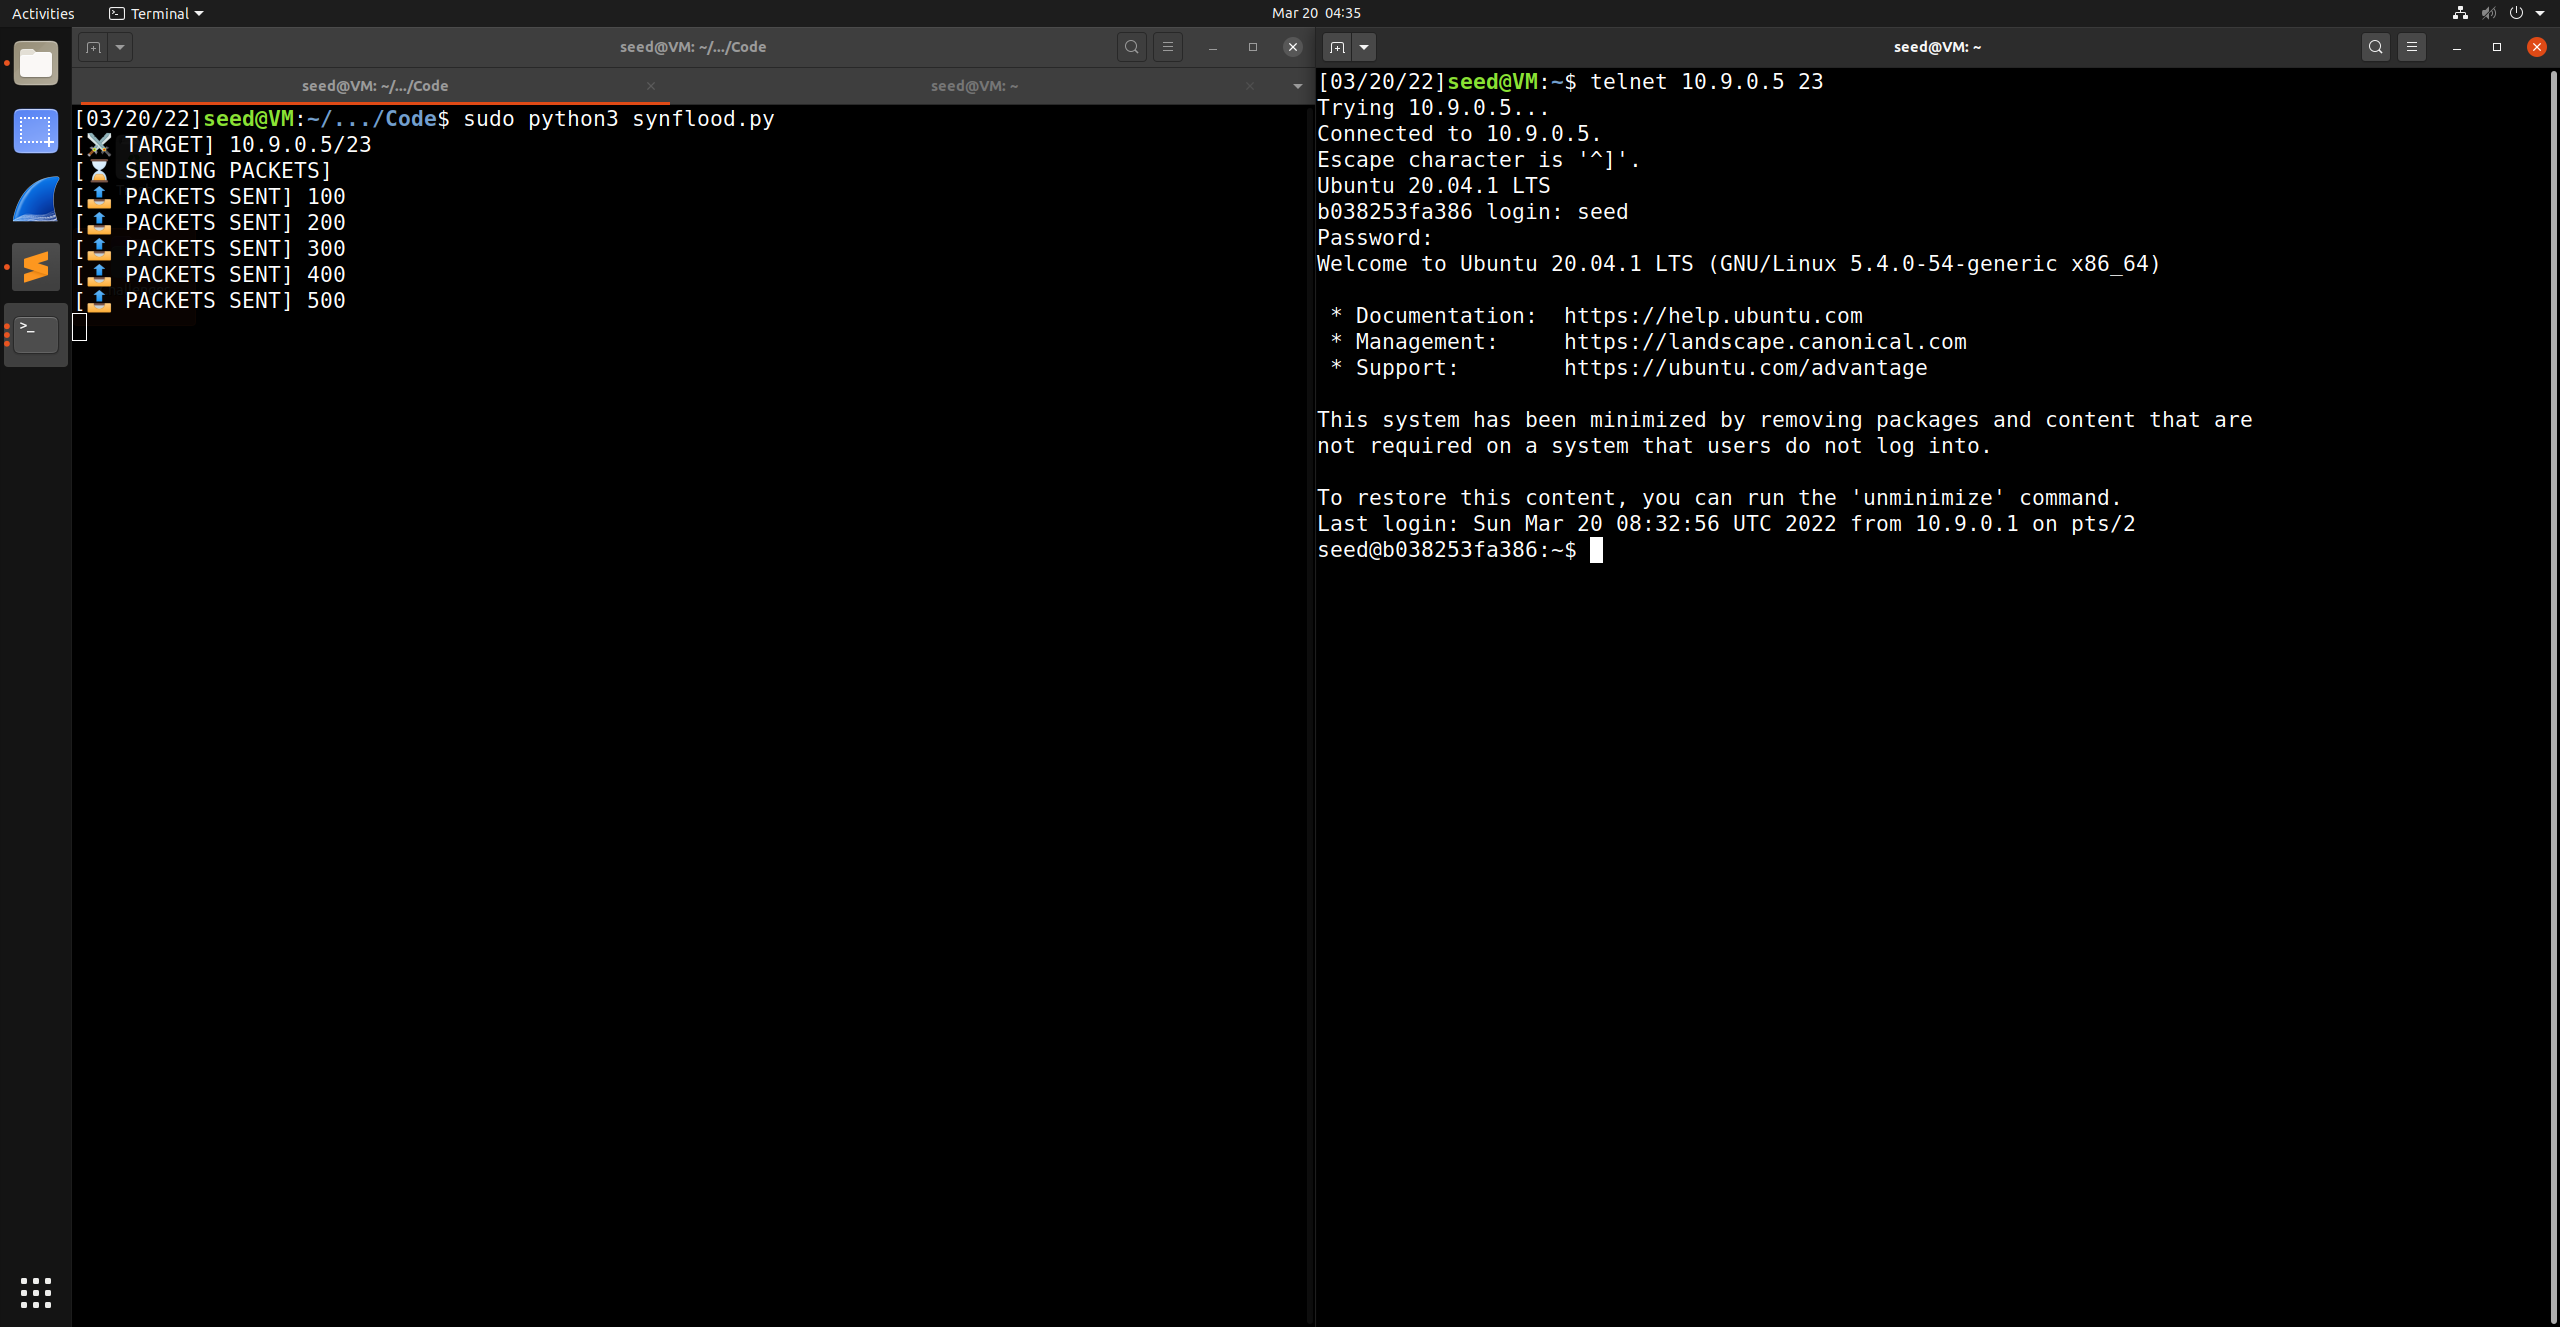 Activities
Terminal
Mar 20 04:35
seed@VM: ~/.../Code
seed@VM: ~/.../Code
seed@VM: ~
[03/20/22]seed@VM:~/.../Code$ sudo python3 synflood.py
[⚔️ TARGET] 10.9.0.5/23
[⌛ SENDING PACKETS]
[📤 PACKETS SENT] 100
[📤 PACKETS SENT] 200
[📤 PACKETS SENT] 300
[📤 PACKETS SENT] 400
[📤 PACKETS SENT] 500
seed@VM: ~
[03/20/22]seed@VM:~$ telnet 10.9.0.5 23
Trying 10.9.0.5...
Connected to 10.9.0.5.
Escape character is '^]'.
Ubuntu 20.04.1 LTS
b038253fa386 login: seed
Password:
Welcome to Ubuntu 20.04.1 LTS (GNU/Linux 5.4.0-54-generic x86_64)
* Documentation:  https://help.ubuntu.com
* Management:     https://landscape.canonical.com
* Support:        https://ubuntu.com/advantage
This system has been minimized by removing packages and content that are
not required on a system that users do not log into.
To restore this content, you can run the 'unminimize' command.
Last login: Sun Mar 20 08:32:56 UTC 2022 from 10.9.0.1 on pts/2
seed@b038253fa386:~$